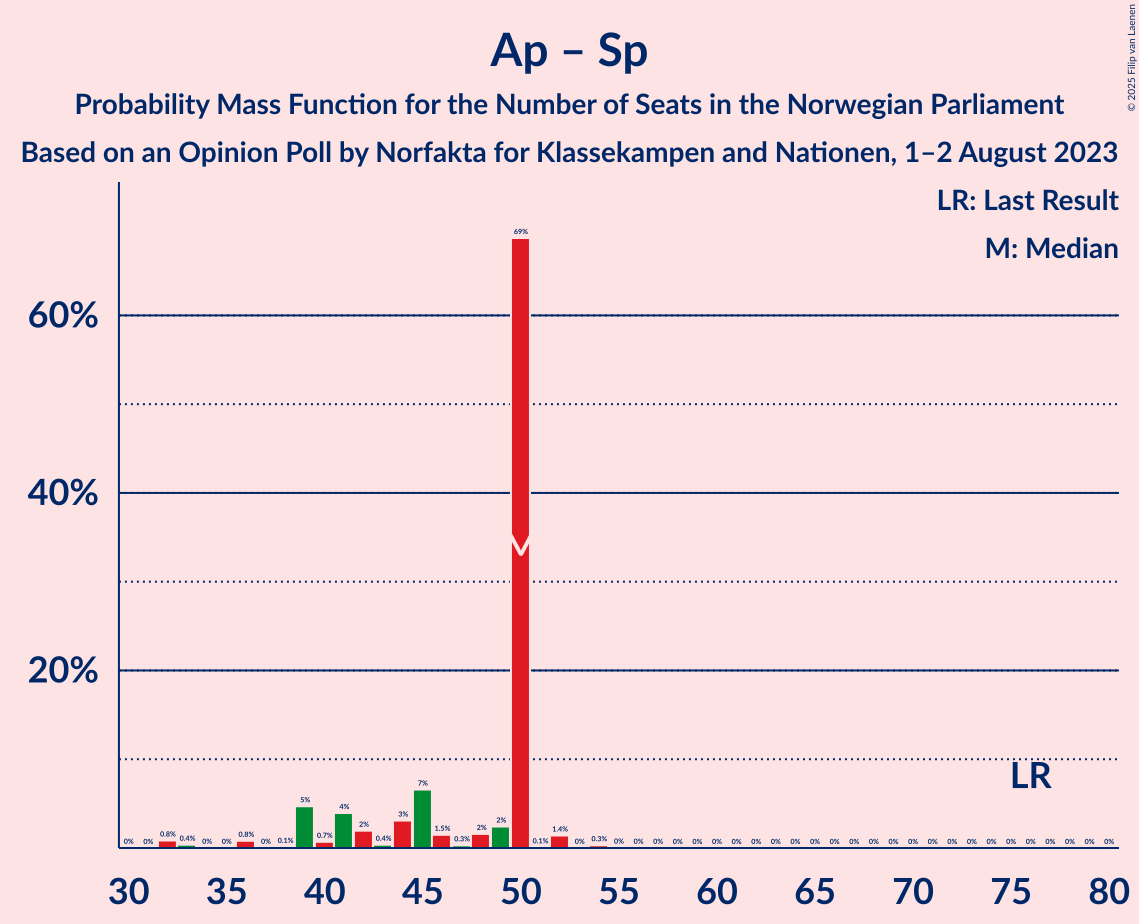 Ap – Sp
Probability Mass Function for the Number of Seats in the Norwegian Parliament
Based on an Opinion Poll by Norfakta for Klassekampen and Nationen, 1–2 August 2023
© 2025 Filip van Laenen
LR: Last Result
M: Median
60%
40%
20%
0% 0% 0.8% 0.4% 0% 0% 0.8% 0% 0.1% 5% 0.7% 4% 2% 0.4% 3% 7% 1.5% 0.3% 2% 2% 69% 0.1% 1.4% 0% 0.3% 0% 0% 0% 0% 0% 0% 0% 0% 0% 0% 0% 0% 0% 0% 0% 0% 0% 0% 0% 0% 0% 0% 0% 0% 0% 0%
M
LR
30 35 40 45 50 55 60 65 70 75 80